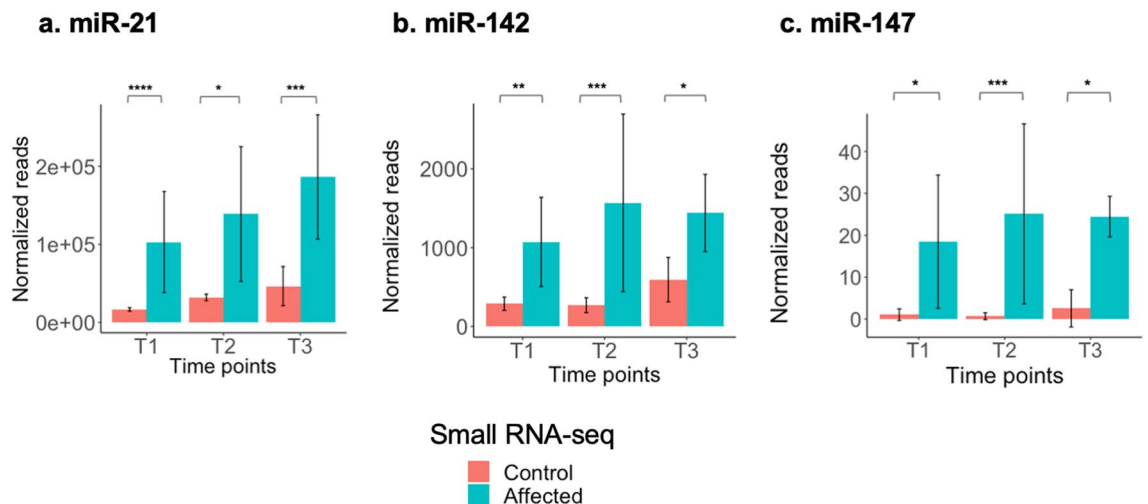 a. miR-21
b. miR-142
c. miR-147
**** * ***
** *** *
* *** *
Normalized reads
2e+05
1e+05
0e+00
T1 T2 T3
Time points
Normalized reads
2000
1000
0
T1 T2 T3
Time points
Normalized reads
40
30
20
10
0
T1 T2 T3
Time points
Small RNA-seq
Control
Affected